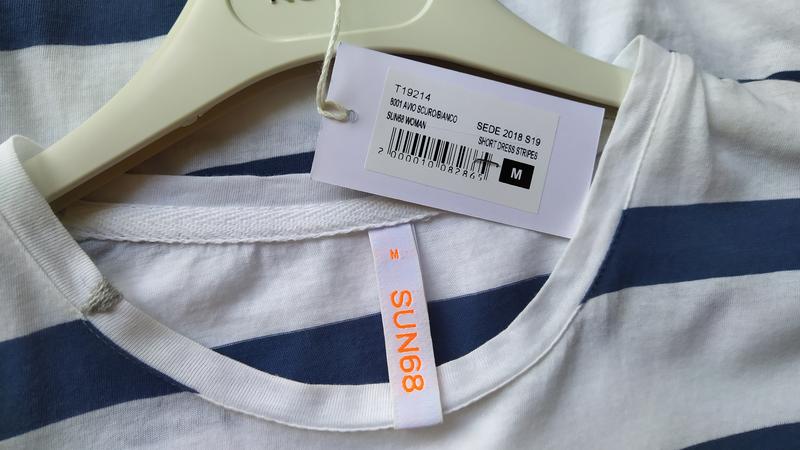 T19214
8001 AVIO SCURO/BIANCO
SUN68 WOMAN
SEDE 2018 S19
SHORT DRESS STRIPES
M
M
SUN68